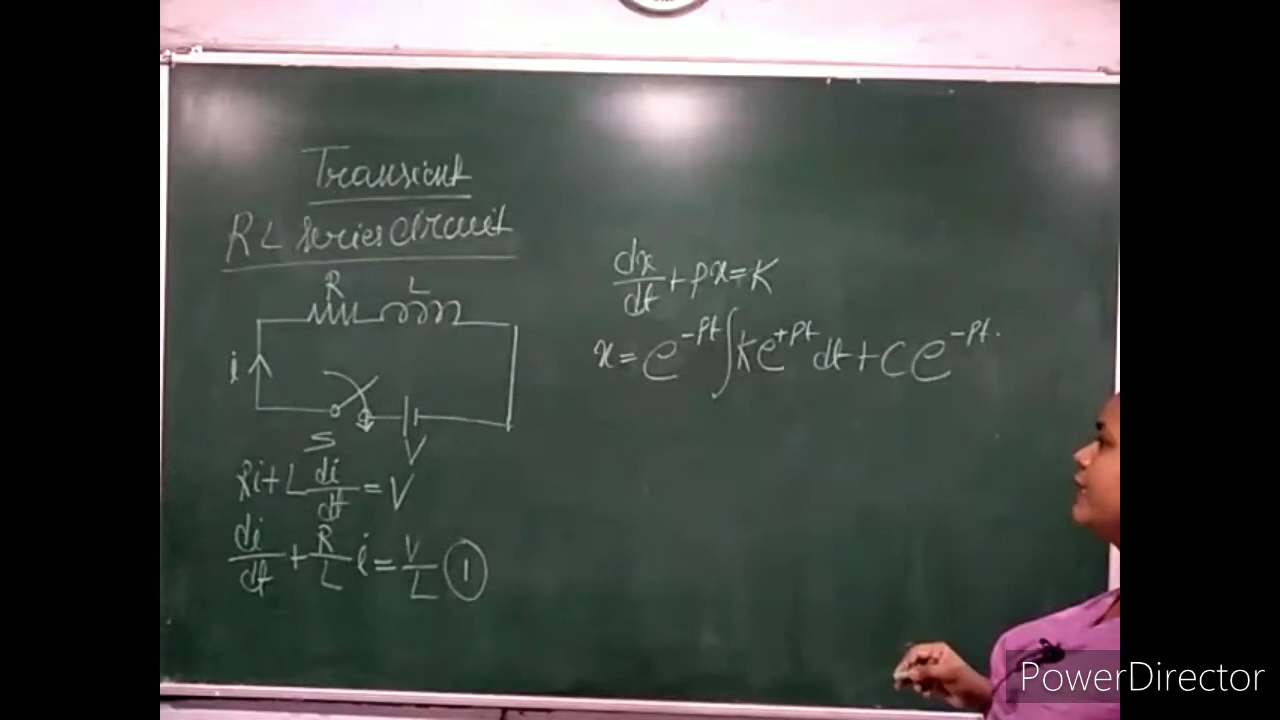 Transient
RL Series Circuit
R L
i
S
V
Ri + L di/dt = V
di/dt + R/L i = V/L ①
dx/dt + px = K
x = e^{-pt} ∫ K e^{+pt} dt + C e^{-pt}.
PowerDirector